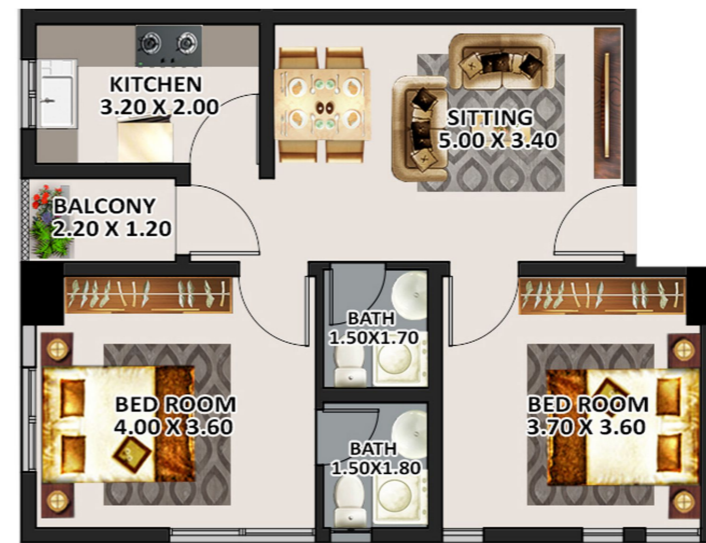 KITCHEN
3.20 X 2.00
SITTING
5.00 X 3.40
BALCONY
2.20 X 1.20
BATH
1.50X1.70
BED ROOM
4.00 X 3.60
BED ROOM
3.70 X 3.60
BATH
1.50X1.80